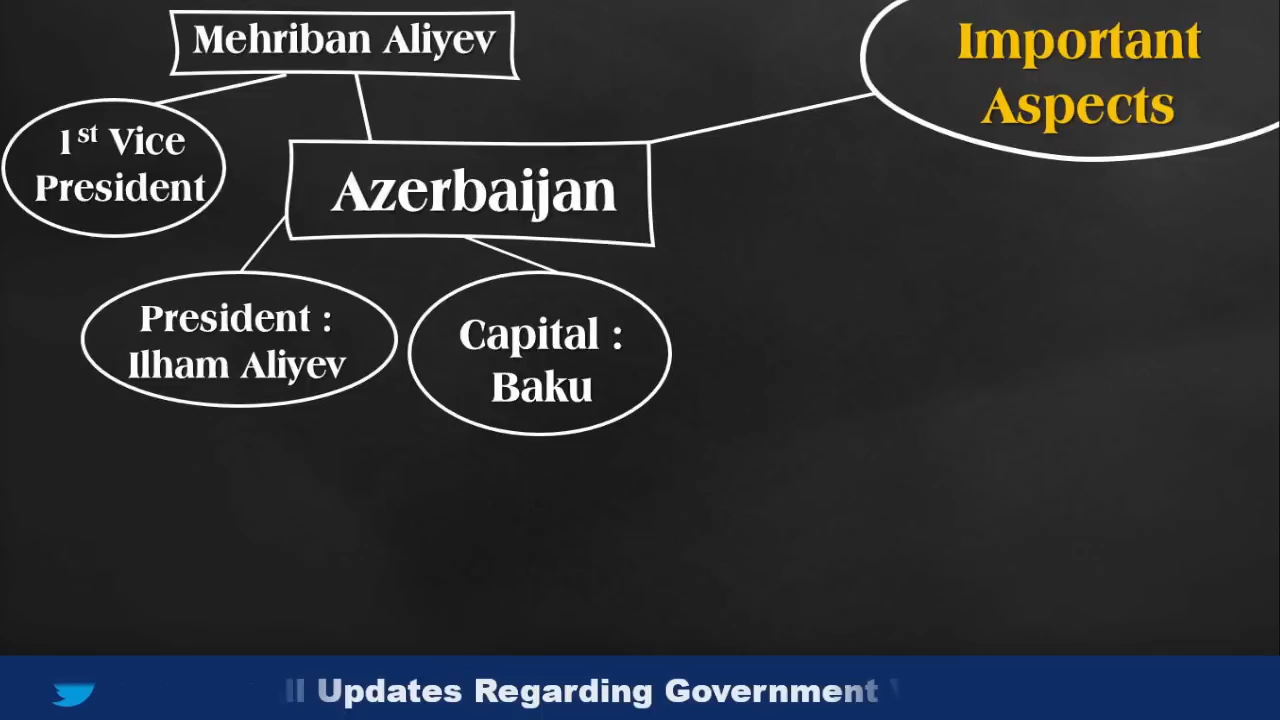 Mehriban Aliyev
Important
Aspects
1st Vice
President
Azerbaijan
President :
Ilham Aliyev
Capital :
Baku
Updates Regarding Government